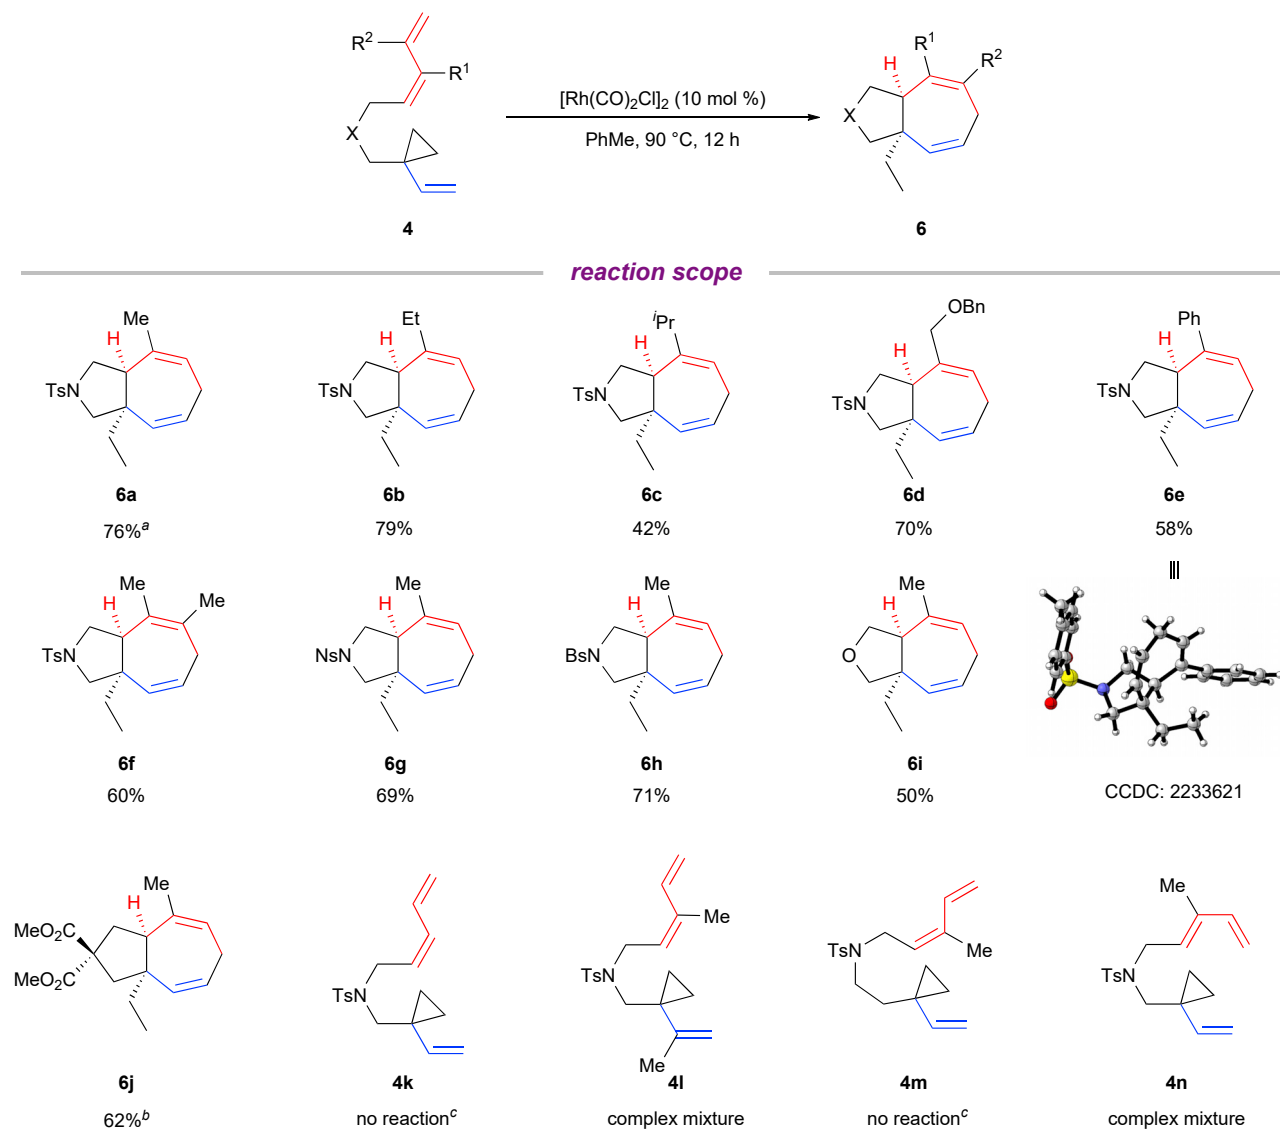 R² R¹ X
4
[Rh(CO)₂Cl]₂ (10 mol %)
PhMe, 90 °C, 12 h
R¹ H R² X
6
reaction scope
Me H TsN
6a
76%ᵃ
Et H TsN
6b
79%
ⁱPr H TsN
6c
42%
OBn H TsN
6d
70%
Ph H TsN
6e
58%
Me H Me TsN
6f
60%
Me H NsN
6g
69%
Me H BsN
6h
71%
Me H O
6i
50%
CCDC: 2233621
Me H MeO₂C MeO₂C
6j
62%ᵇ
TsN
4k
no reactionᶜ
Me TsN Me
4l
complex mixture
TsN Me
4m
no reactionᶜ
Me TsN
4n
complex mixture